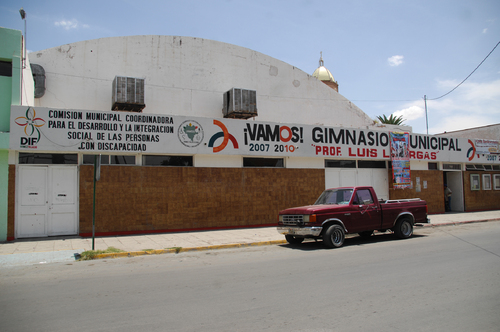 COMISION MUNICIPAL COORDINADORA
PARA EL DESARROLLO Y LA INTEGRACION
SOCIAL DE LAS PERSONAS
...CON DISCAPACIDAD
DIF
¡VAMOS!
2007 2010
GIMNASIO MUNICIPAL
PROF. LUIS